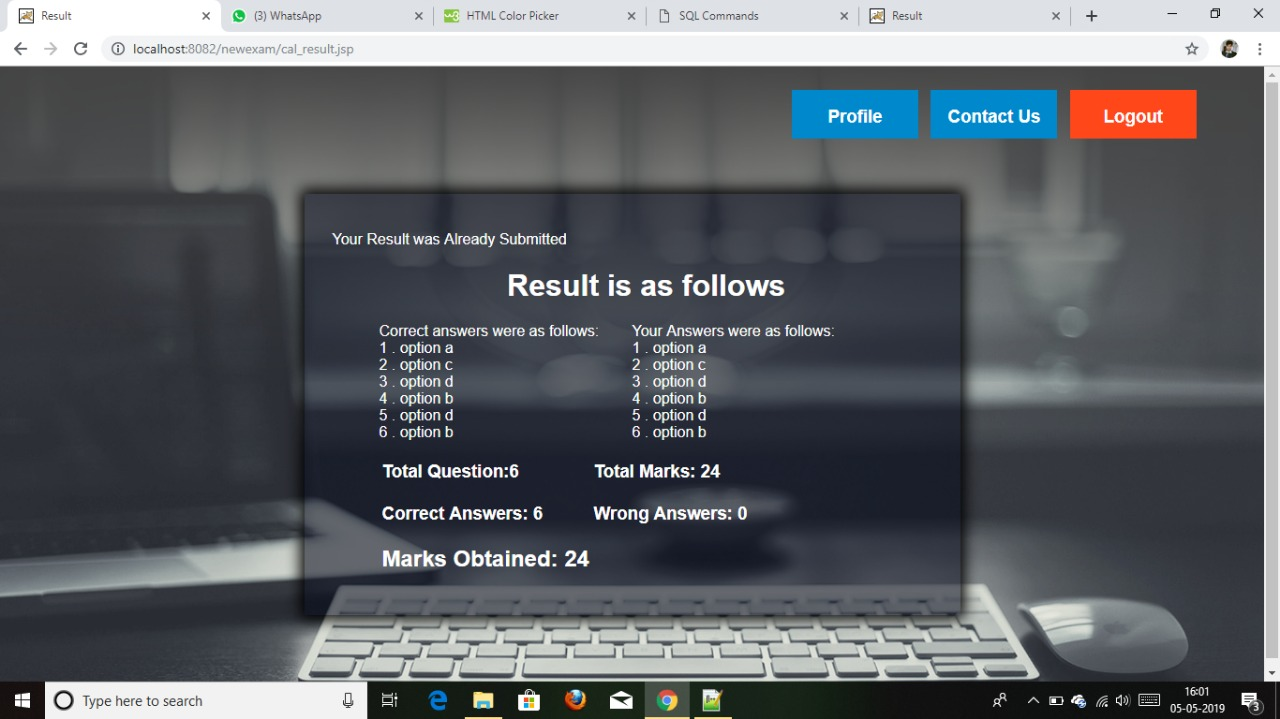 Result
(3) WhatsApp
HTML Color Picker
SQL Commands
Result
localhost:8082/newexam/cal_result.jsp
Profile
Contact Us
Logout
Your Result was Already Submitted
Result is as follows
Correct answers were as follows:
1 . option a
2 . option c
3 . option d
4 . option b
5 . option d
6 . option b
Your Answers were as follows:
1 . option a
2 . option c
3 . option d
4 . option b
5 . option d
6 . option b
Total Question:6
Total Marks: 24
Correct Answers: 6
Wrong Answers: 0
Marks Obtained: 24
Type here to search
16:01
05-05-2019
3